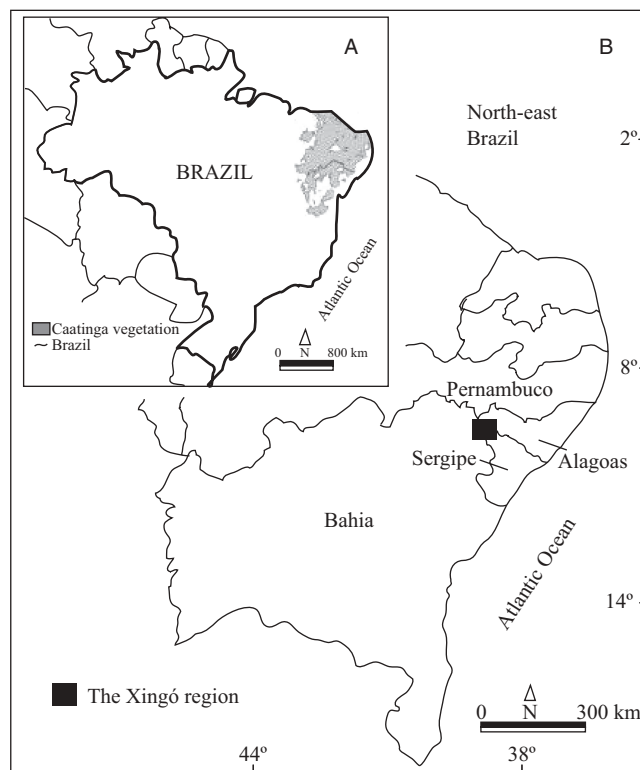 A
BRAZIL
Atlantic Ocean
Caatinga vegetation
Brazil
N
0 800 km
B
North-east
Brazil
2º
8º
Pernambuco
Sergipe
Alagoas
Bahia
Atlantic Ocean
14º
The Xingó region
N
0 300 km
44º
38º